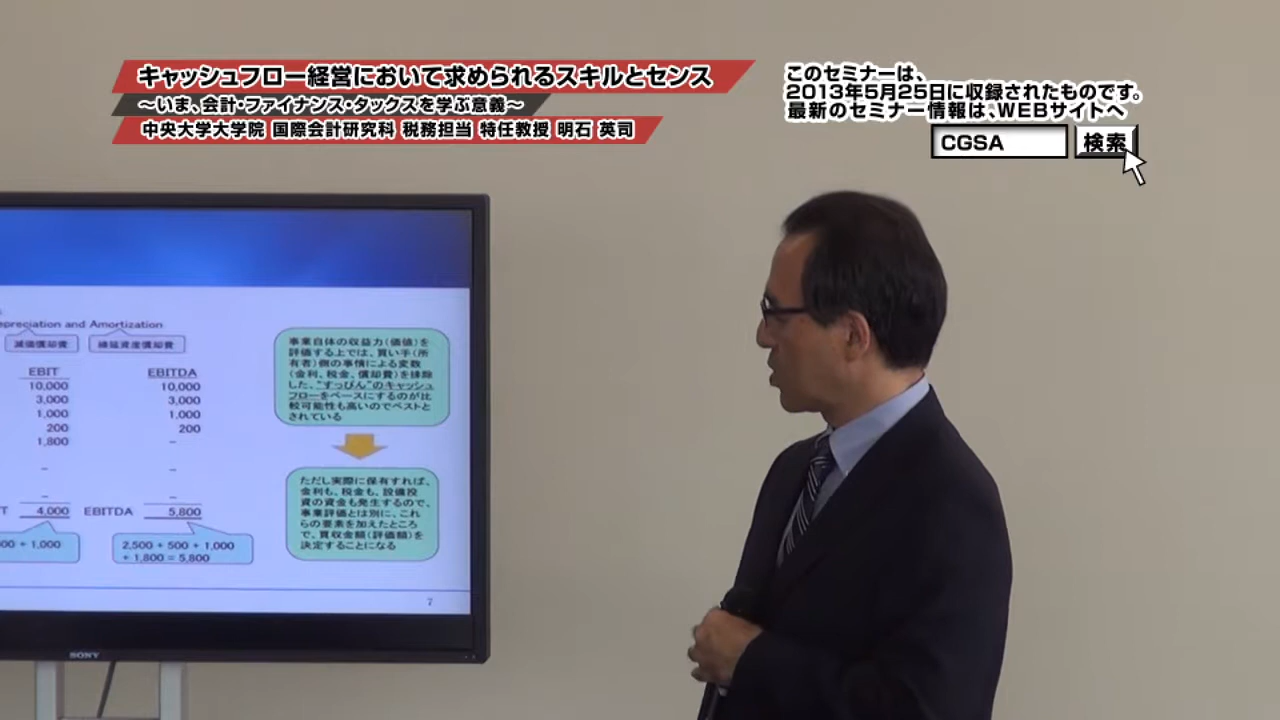 キャッシュフロー経営において求められるスキルとセンス
～いま、会計・ファイナンス・タックスを学ぶ意義～
中央大学大学院 国際会計研究科 税務担当 特任教授 明石 英司
このセミナーは、
2013年5月25日に収録されたものです。
最新のセミナー情報は、WEBサイトへ
CGSA 検索
epreciation and Amortization
減価償却費 繰延資産償却費
EBIT EBITDA
10,000 10,000
3,000 3,000
1,000 1,000
200 200
1,800 –
– –
– –
T 4,000 EBITDA 5,800
00 + 1,000
2,500 + 500 + 1,000
+ 1,800 = 5,800
事業自体の収益力(価値)を
評価する上では、買い手(所
有者)側の事情による変数
(金利、税金、償却費)を排除
した、“すっぴん”のキャッシュ
フローをベースにするのが比
較可能性も高いのでベストと
されている
ただし実際に保有すれば、
金利も、税金も、設備投
資の資金も発生するので、
事業評価とは別に、これ
らの要素を加えたところ
で、買収金額(評価額)を
決定することになる
7
SONY